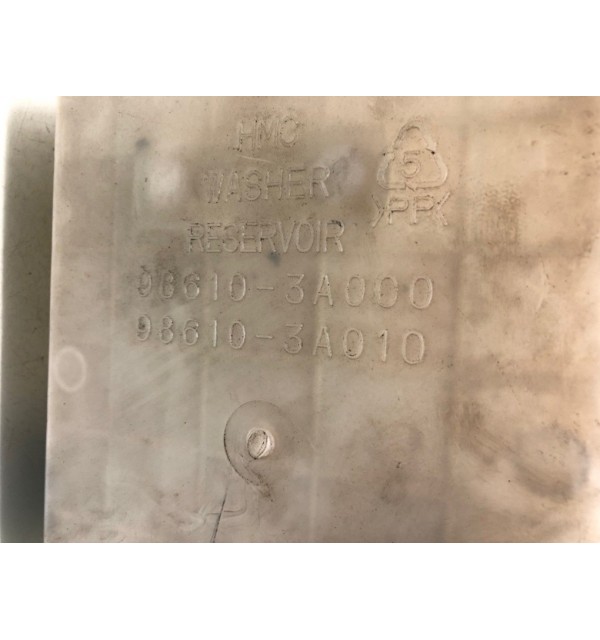 HMC
WASHER
RESERVOIR
5
>PP<
98610-3A000
98610-3A010